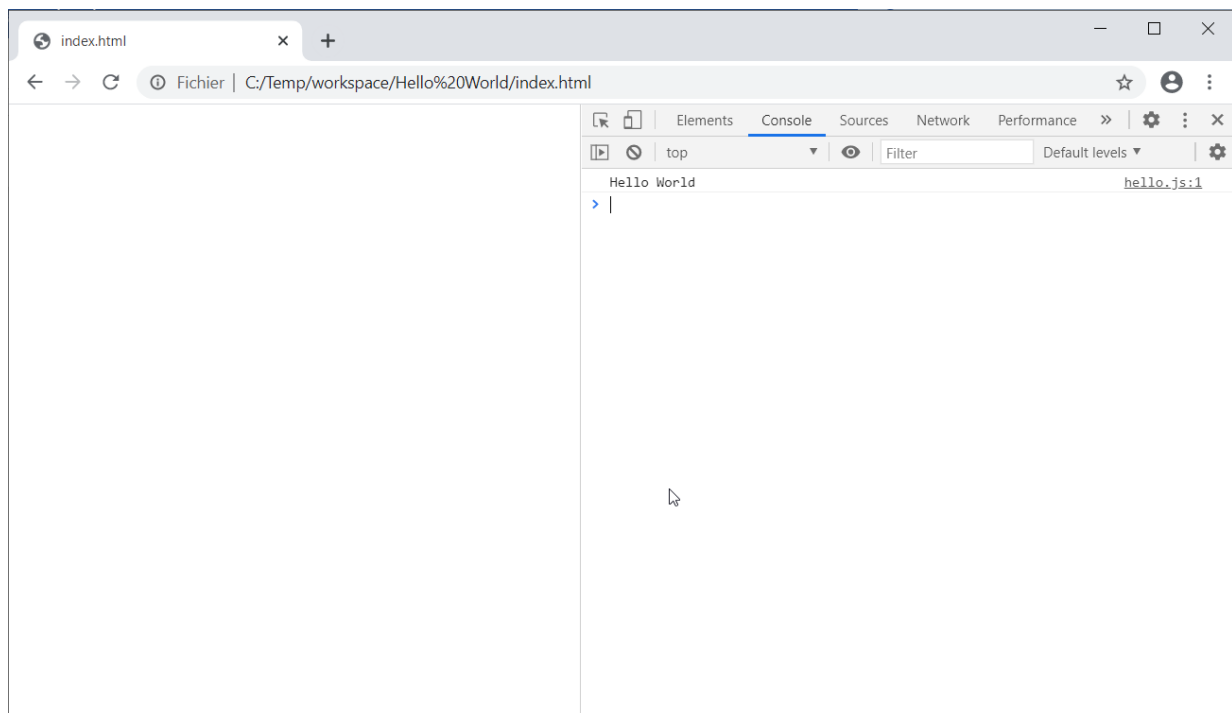 index.html
Fichier | C:/Temp/workspace/Hello%20World/index.html
Elements Console Sources Network Performance
top Filter Default levels
Hello World hello.js:1